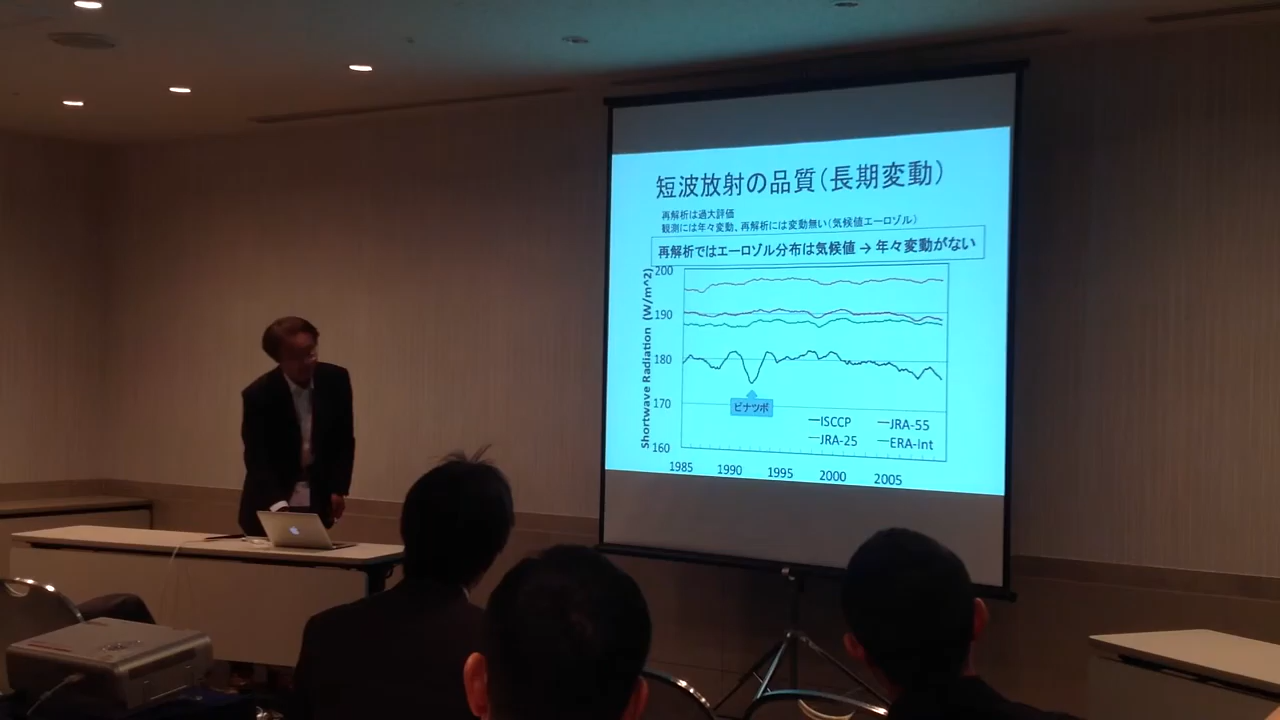 短波放射の品質(長期変動)
再解析は過大評価
観測には年々変動、再解析には変動無い(気候値エーロゾル)
再解析ではエーロゾル分布は気候値 → 年々変動がない
Shortwave Radiation (W/m^2)
200
190
180
170
160
ピナツボ
ISCCP JRA-55
JRA-25 ERA-Int
1985 1990 1995 2000 2005